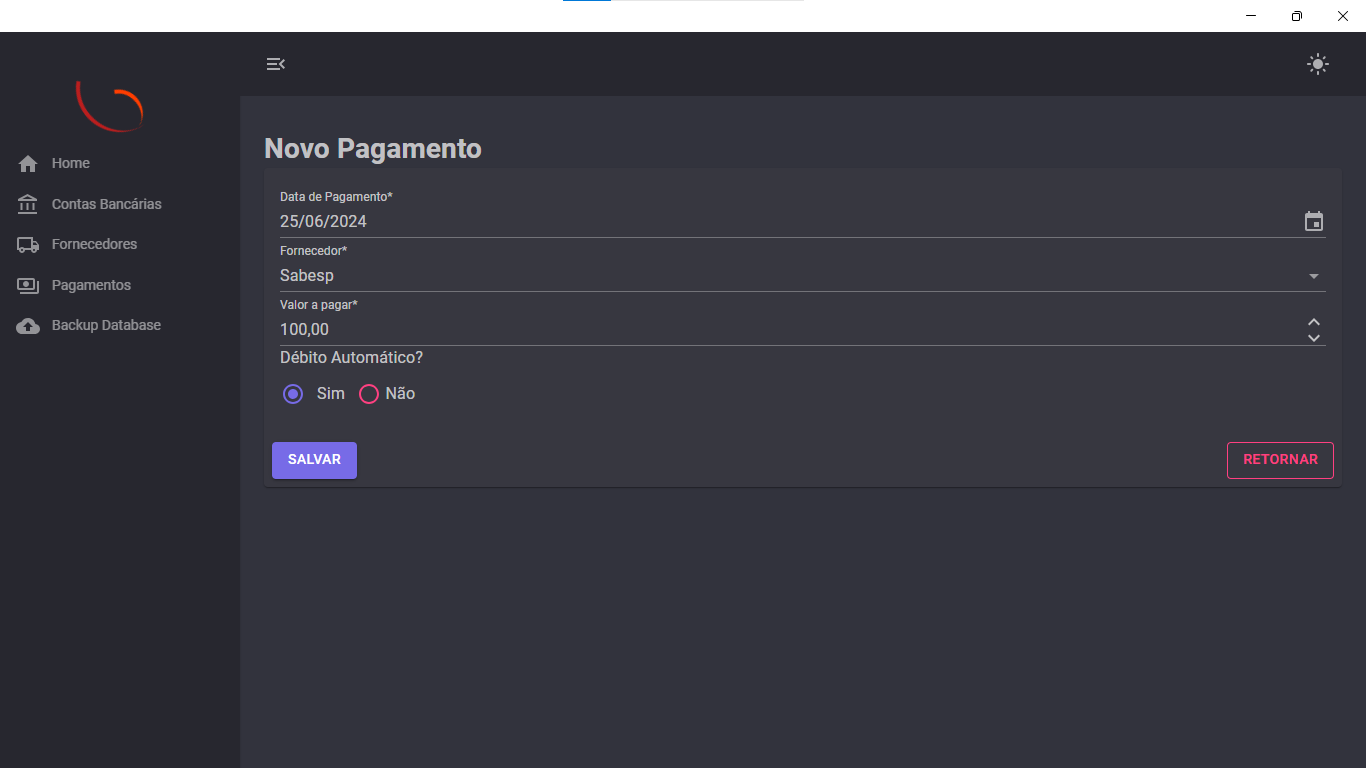 Home
Contas Bancárias
Fornecedores
Pagamentos
Backup Database
Novo Pagamento
Data de Pagamento*
25/06/2024
Fornecedor*
Sabesp
Valor a pagar*
100,00
Débito Automático?
Sim Não
SALVAR RETORNAR